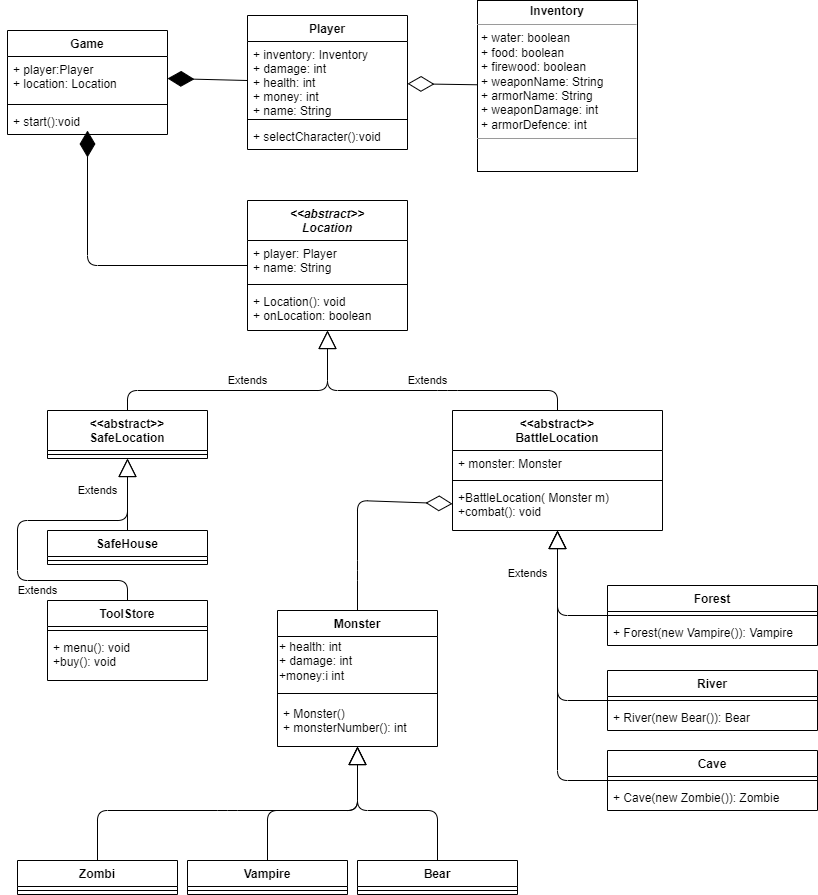 Game
+ player:Player
+ location: Location
+ start():void
Player
+ inventory: Inventory
+ damage: int
+ health: int
+ money: int
+ name: String
+ selectCharacter():void
Inventory
+ water: boolean
+ food: boolean
+ firewood: boolean
+ weaponName: String
+ armorName: String
+ weaponDamage: int
+ armorDefence: int
<<abstract>>
Location
+ player: Player
+ name: String
+ Location(): void
+ onLocation: boolean
Extends
Extends
<<abstract>>
SafeLocation
<<abstract>>
BattleLocation
+ monster: Monster
+BattleLocation( Monster m)
+combat(): void
Extends
SafeHouse
Extends
ToolStore
+ menu(): void
+buy(): void
Extends
Monster
+ health: int
+ damage: int
+money:i int
+ Monster()
+ monsterNumber(): int
Forest
+ Forest(new Vampire()): Vampire
River
+ River(new Bear()): Bear
Cave
+ Cave(new Zombie()): Zombie
Zombi
Vampire
Bear